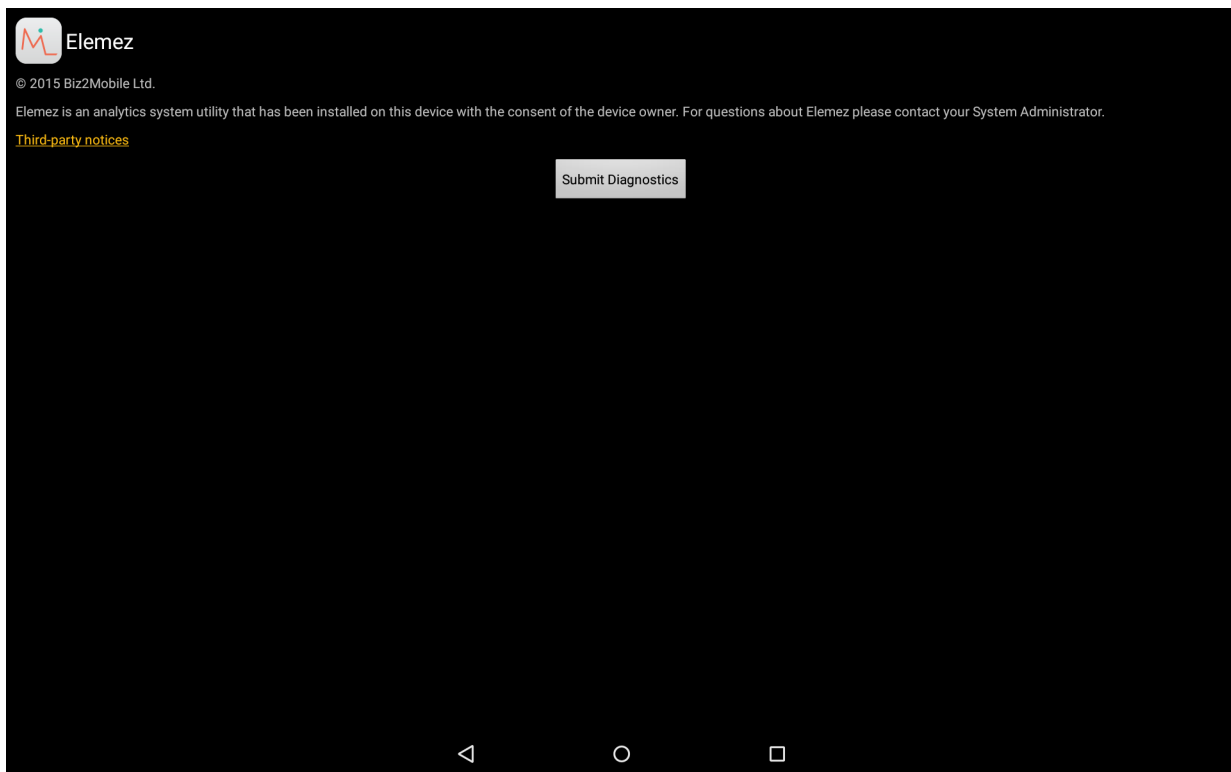 Elemez
© 2015 Biz2Mobile Ltd.
Elemez is an analytics system utility that has been installed on this device with the consent of the device owner. For questions about Elemez please contact your System Administrator.
Third-party notices
Submit Diagnostics